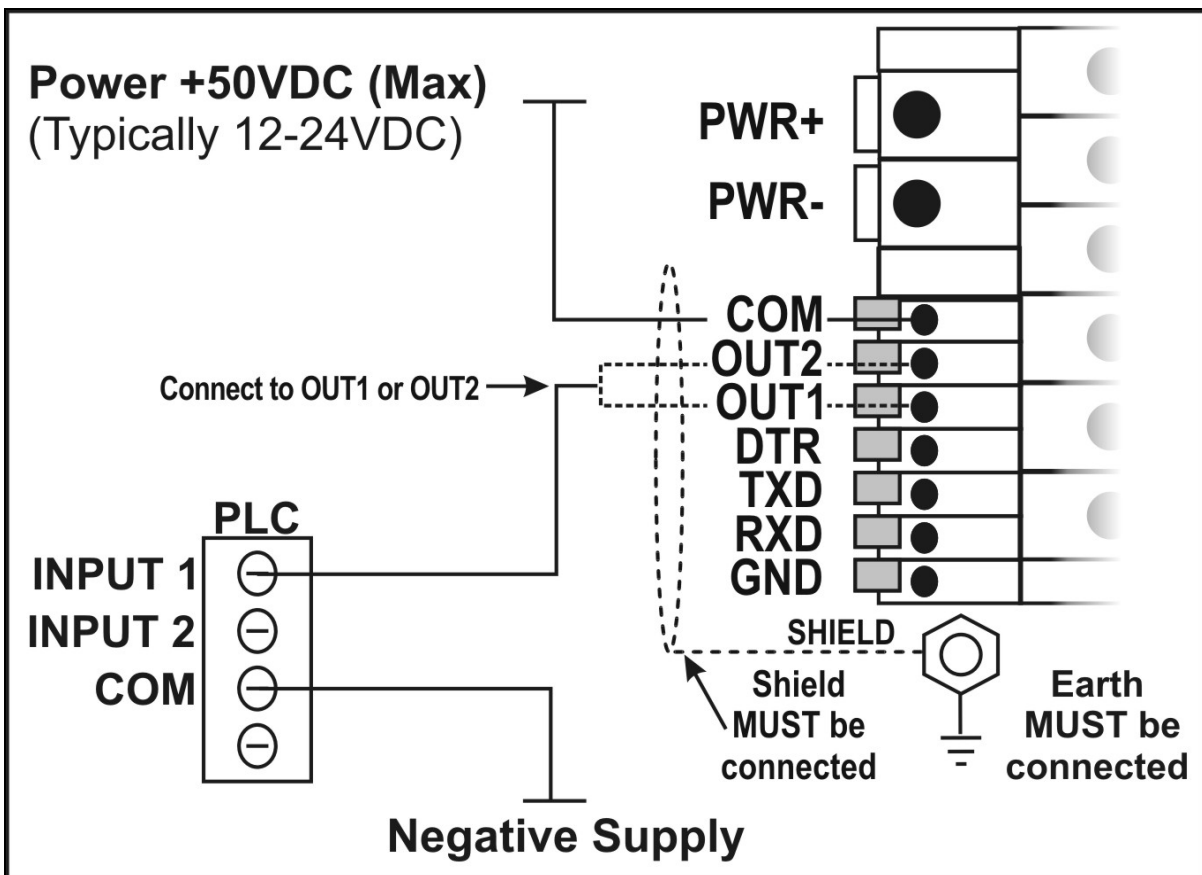 Power +50VDC (Max)
(Typically 12-24VDC)
PWR+
PWR-
COM
OUT2
Connect to OUT1 or OUT2
OUT1
DTR
TXD
RXD
GND
PLC
INPUT 1
INPUT 2
COM
SHIELD
Shield
MUST be
connected
Earth
MUST be
connected
Negative Supply